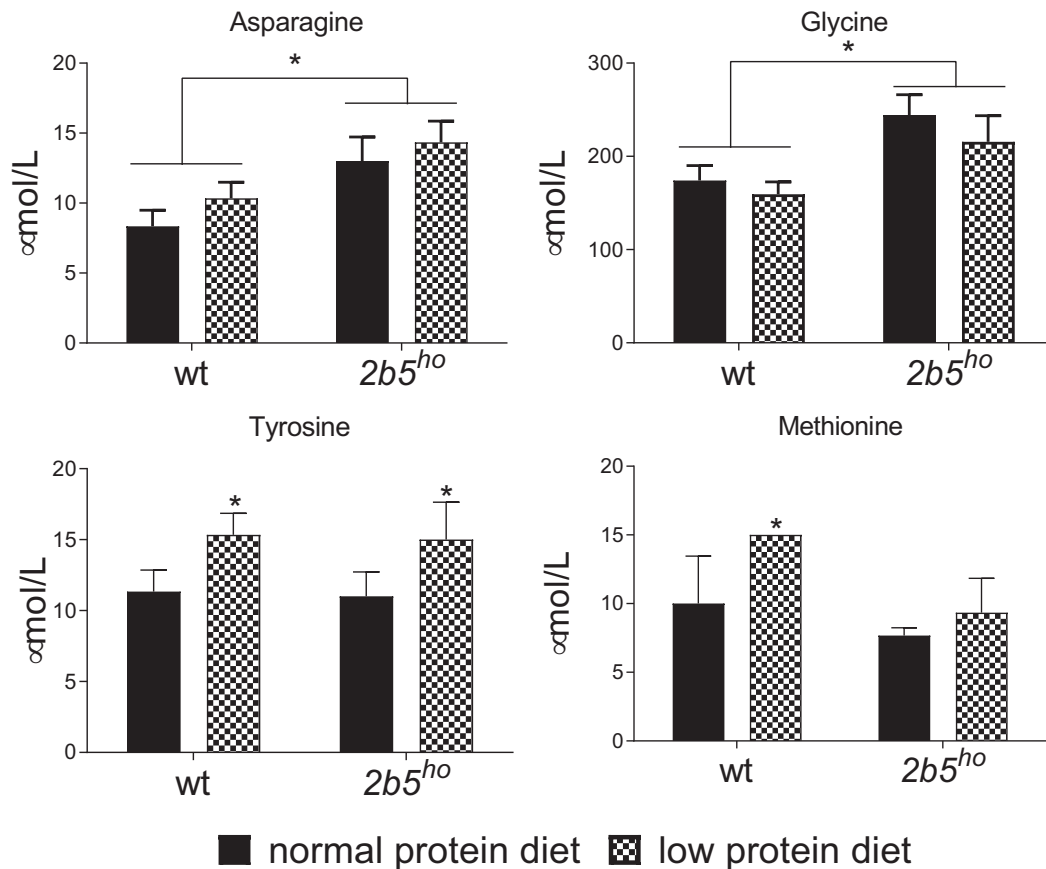 Asparagine
*
20
15
10
5
0
∝mol/L
wt
2b5ho
Glycine
*
300
200
100
0
∝mol/L
wt
2b5ho
Tyrosine
20
15
10
5
0
∝mol/L
*
*
wt
2b5ho
Methionine
20
15
10
5
0
∝mol/L
*
wt
2b5ho
normal protein diet low protein diet